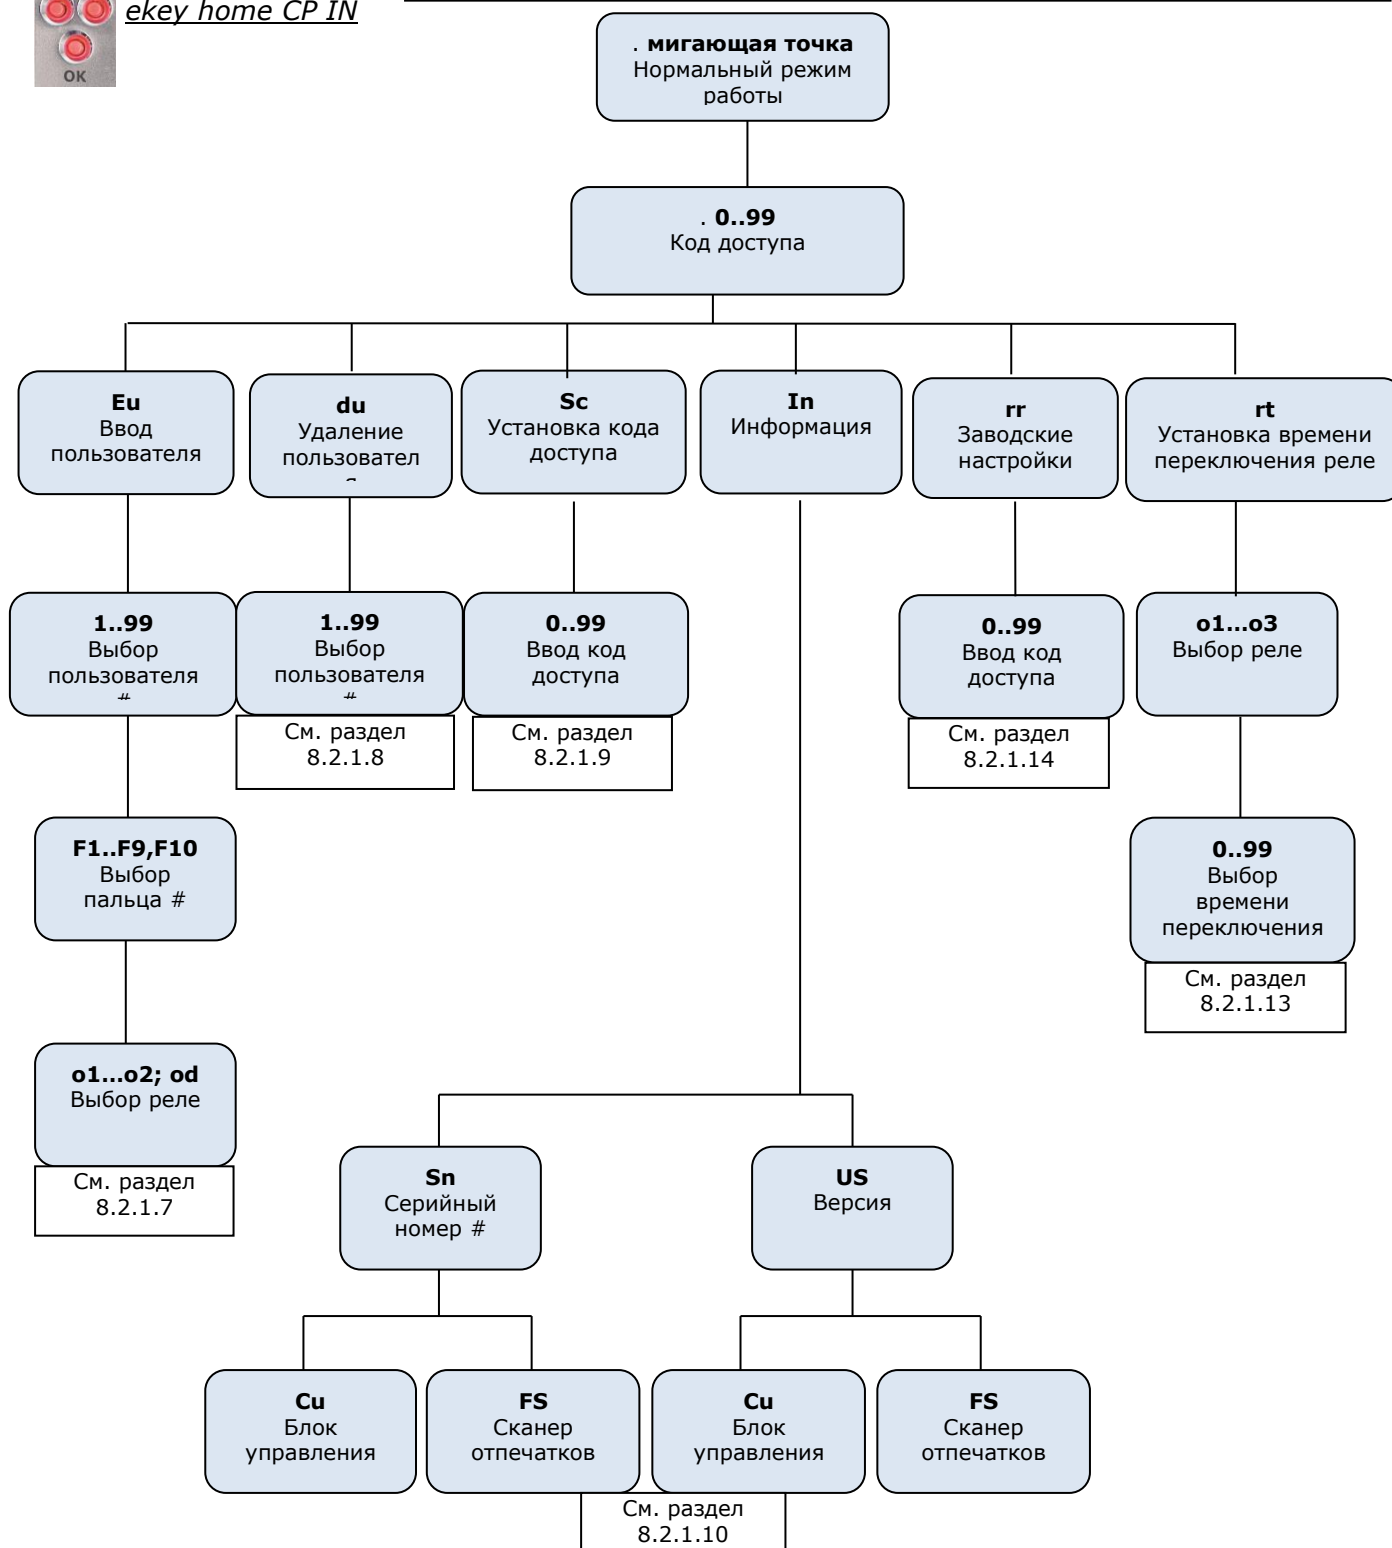 ekey home CP IN
OK
. мигающая точка
Нормальный режим
работы
. 0..99
Код доступа
Eu
Ввод
пользователя
du
Удаление
пользовател
Sc
Установка кода
доступа
In
Информация
rr
Заводские
настройки
rt
Установка времени
переключения реле
1..99
Выбор
пользователя
#
1..99
Выбор
пользователя
#
См. раздел
8.2.1.8
0..99
Ввод код
доступа
См. раздел
8.2.1.9
0..99
Ввод код
доступа
См. раздел
8.2.1.14
o1...o3
Выбор реле
F1..F9,F10
Выбор
пальца #
0..99
Выбор
времени
переключения
См. раздел
8.2.1.13
o1...o2; od
Выбор реле
См. раздел
8.2.1.7
Sn
Серийный
номер #
US
Версия
Cu
Блок
управления
FS
Сканер
отпечатков
Cu
Блок
управления
FS
Сканер
отпечатков
См. раздел
8.2.1.10